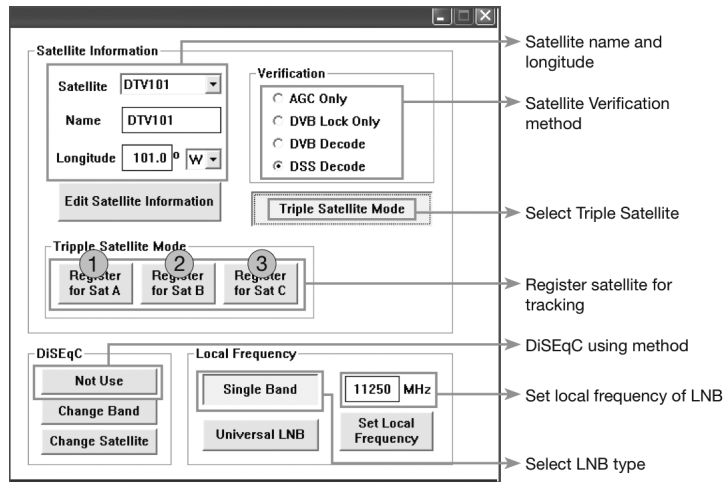 Satellite Information
Satellite DTV101
Name DTV101
Longitude 101.0 º W
Edit Satellite Information
Verification
AGC Only
DVB Lock Only
DVB Decode
DSS Decode
Triple Satellite Mode
Tripple Satellite Mode
1
Register
for Sat A
2
Register
for Sat B
3
Register
for Sat C
DiSEqC
Not Use
Change Band
Change Satellite
Local Frequency
Single Band
11250 MHz
Universal LNB
Set Local
Frequency
Satellite name and
longitude
Satellite Verification
method
Select Triple Satellite
Register satellite for
tracking
DiSEqC using method
Set local frequency of LNB
Select LNB type